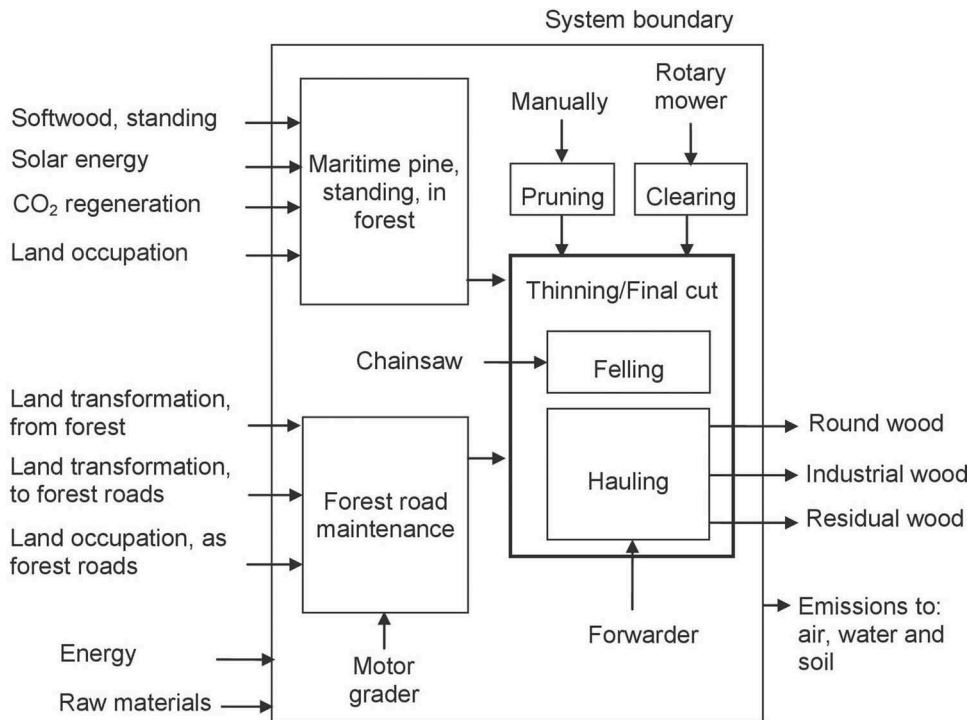 System boundary
Softwood, standing
Solar energy
CO₂ regeneration
Land occupation
Maritime pine,
standing, in
forest
Manually
Rotary
mower
Pruning
Clearing
Thinning/Final cut
Chainsaw
Felling
Land transformation,
from forest
Land transformation,
to forest roads
Land occupation, as
forest roads
Forest road
maintenance
Hauling
Round wood
Industrial wood
Residual wood
Energy
Raw materials
Motor
grader
Forwarder
Emissions to:
air, water and
soil